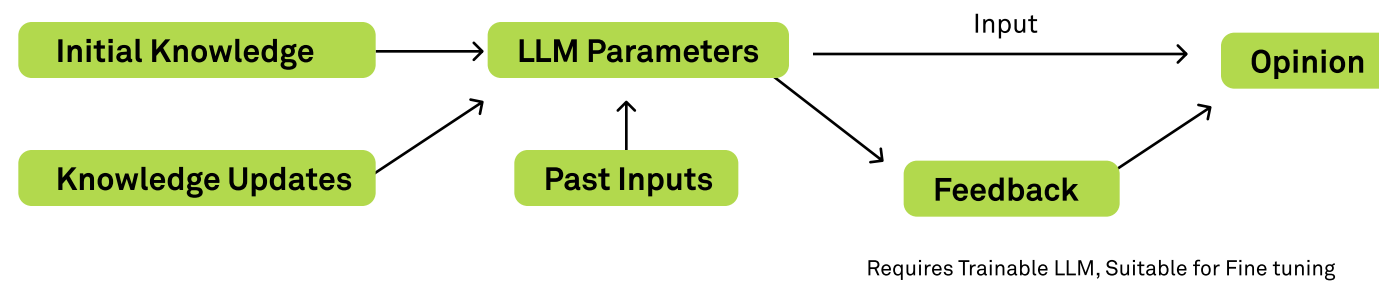 Input
Initial Knowledge
LLM Parameters
Opinion
Knowledge Updates
Past Inputs
Feedback
Requires Trainable LLM, Suitable for Fine tuning